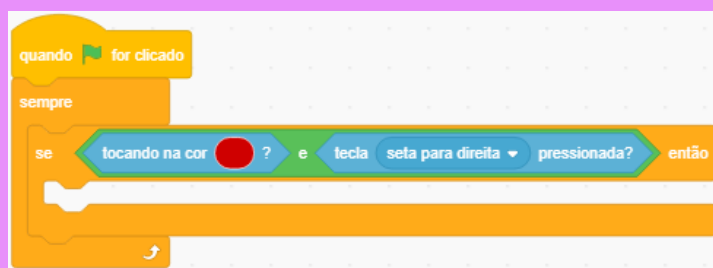 quando for clicado
sempre
se tocando na cor ? e tecla seta para direita pressionada? então